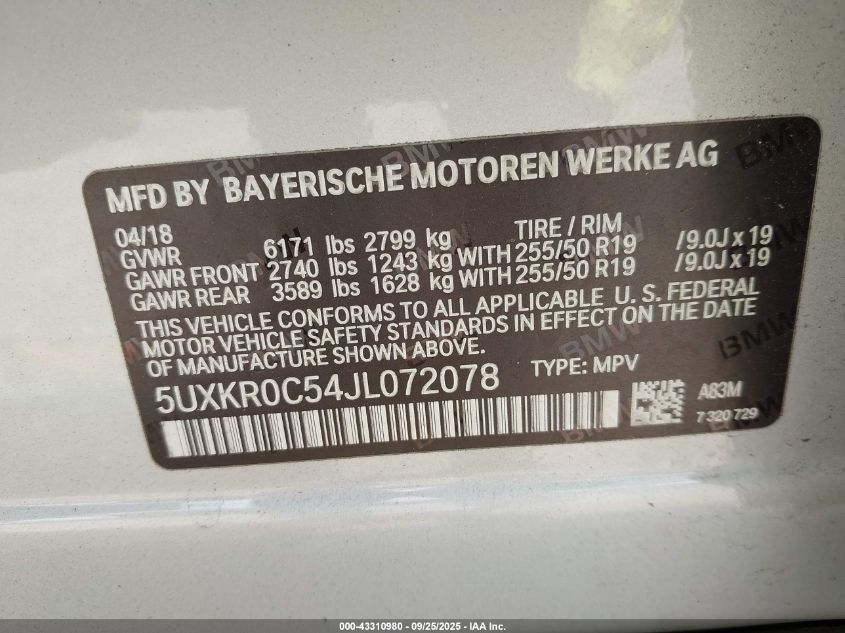 MFD BY BAYERISCHE MOTOREN WERKE AG
04/18 TIRE / RIM
GVWR 6171 lbs 2799 kg
GAWR FRONT 2740 lbs 1243 kg WITH 255/50 R19 /9.0J x 19
GAWR REAR 3589 lbs 1628 kg WITH 255/50 R19 /9.0J x 19
THIS VEHICLE CONFORMS TO ALL APPLICABLE U. S. FEDERAL
MOTOR VEHICLE SAFETY STANDARDS IN EFFECT ON THE DATE
OF MANUFACTURE SHOWN ABOVE.
5UXKR0C54JL072078 TYPE: MPV
A83M
7 320 729
000-43310980 - 09/25/2025 - IAA Inc.